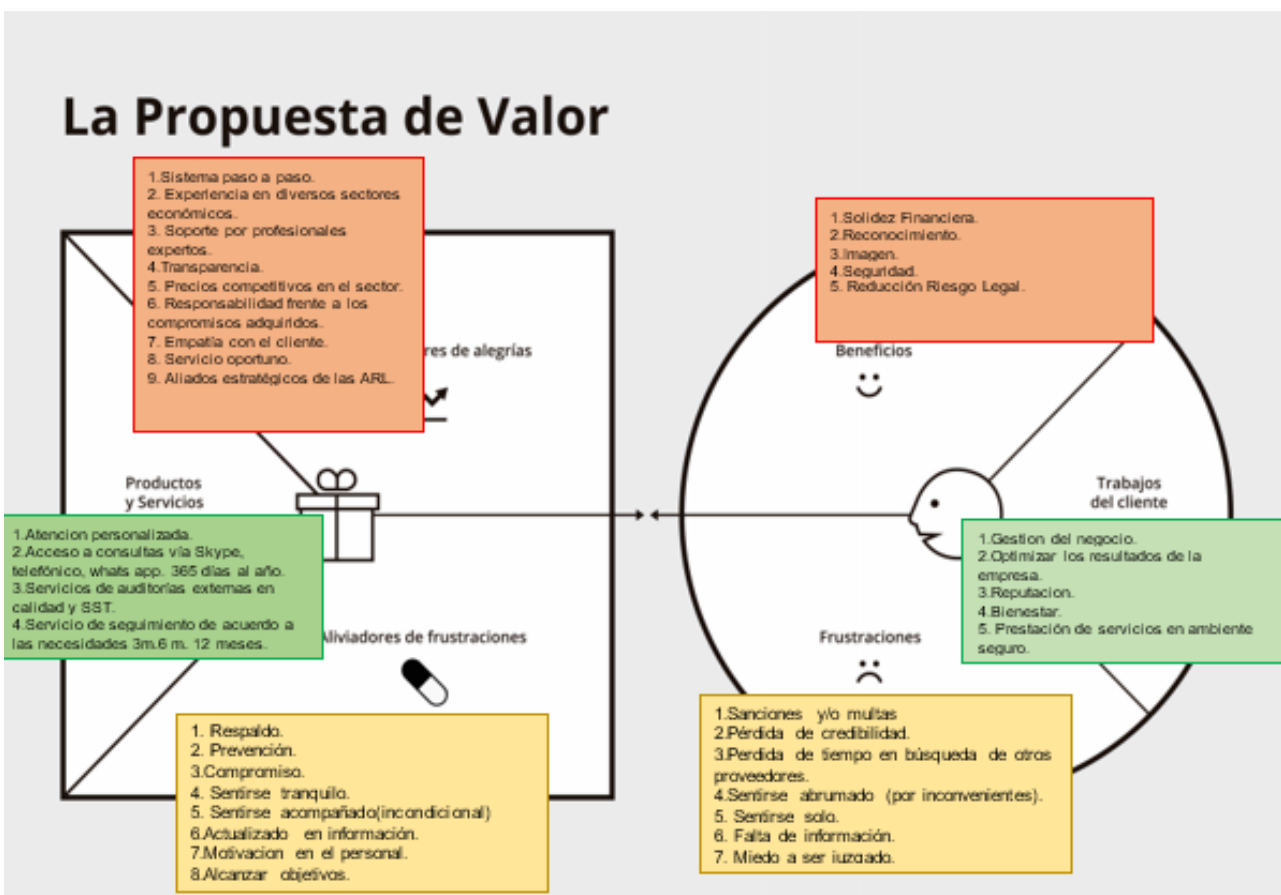 La Propuesta de Valor
1.Sistema paso a paso.
2. Experiencia en diversos sectores
económicos.
3. Soporte por profesionales
expertos.
4.Transparencia.
5. Precios competitivos en el sector.
6. Responsabilidad frente a los
compromisos adquiridos.
7. Empatía con el cliente.
8. Servicio oportuno.
9. Aliados estratégicos de las ARL.
res de alegrías
Productos
y Servicios
1.Atencion personalizada.
2.Acceso a consultas vía Skype,
telefónico, whats app. 365 días al año.
3.Servicios de auditorías externas en
calidad y SST.
4.Servicio de seguimiento de acuerdo a
las necesidades 3m.6 m. 12 meses.
Aliviadores de frustraciones
1. Respaldo.
2. Prevención.
3.Compromiso.
4. Sentirse tranquilo.
5. Sentirse acompañado(incondicional)
6.Actualizado en información.
7.Motivacion en el personal.
8.Alcanzar objetivos.
1.Solidez Financiera.
2.Reconocimiento.
3.Imagen.
4.Seguridad.
5. Reducción Riesgo Legal.
Beneficios
Trabajos
del cliente
1.Gestion del negocio.
2.Optimizar los resultados de la
empresa.
3.Reputacion.
4.Bienestar.
5. Prestación de servicios en ambiente
seguro.
Frustraciones
1.Sanciones y/o multas
2.Pérdida de credibilidad.
3.Perdida de tiempo en búsqueda de otros
proveedores.
4.Sentirse abrumado (por inconvenientes).
5. Sentirse solo.
6. Falta de información.
7. Miedo a ser juzgado.